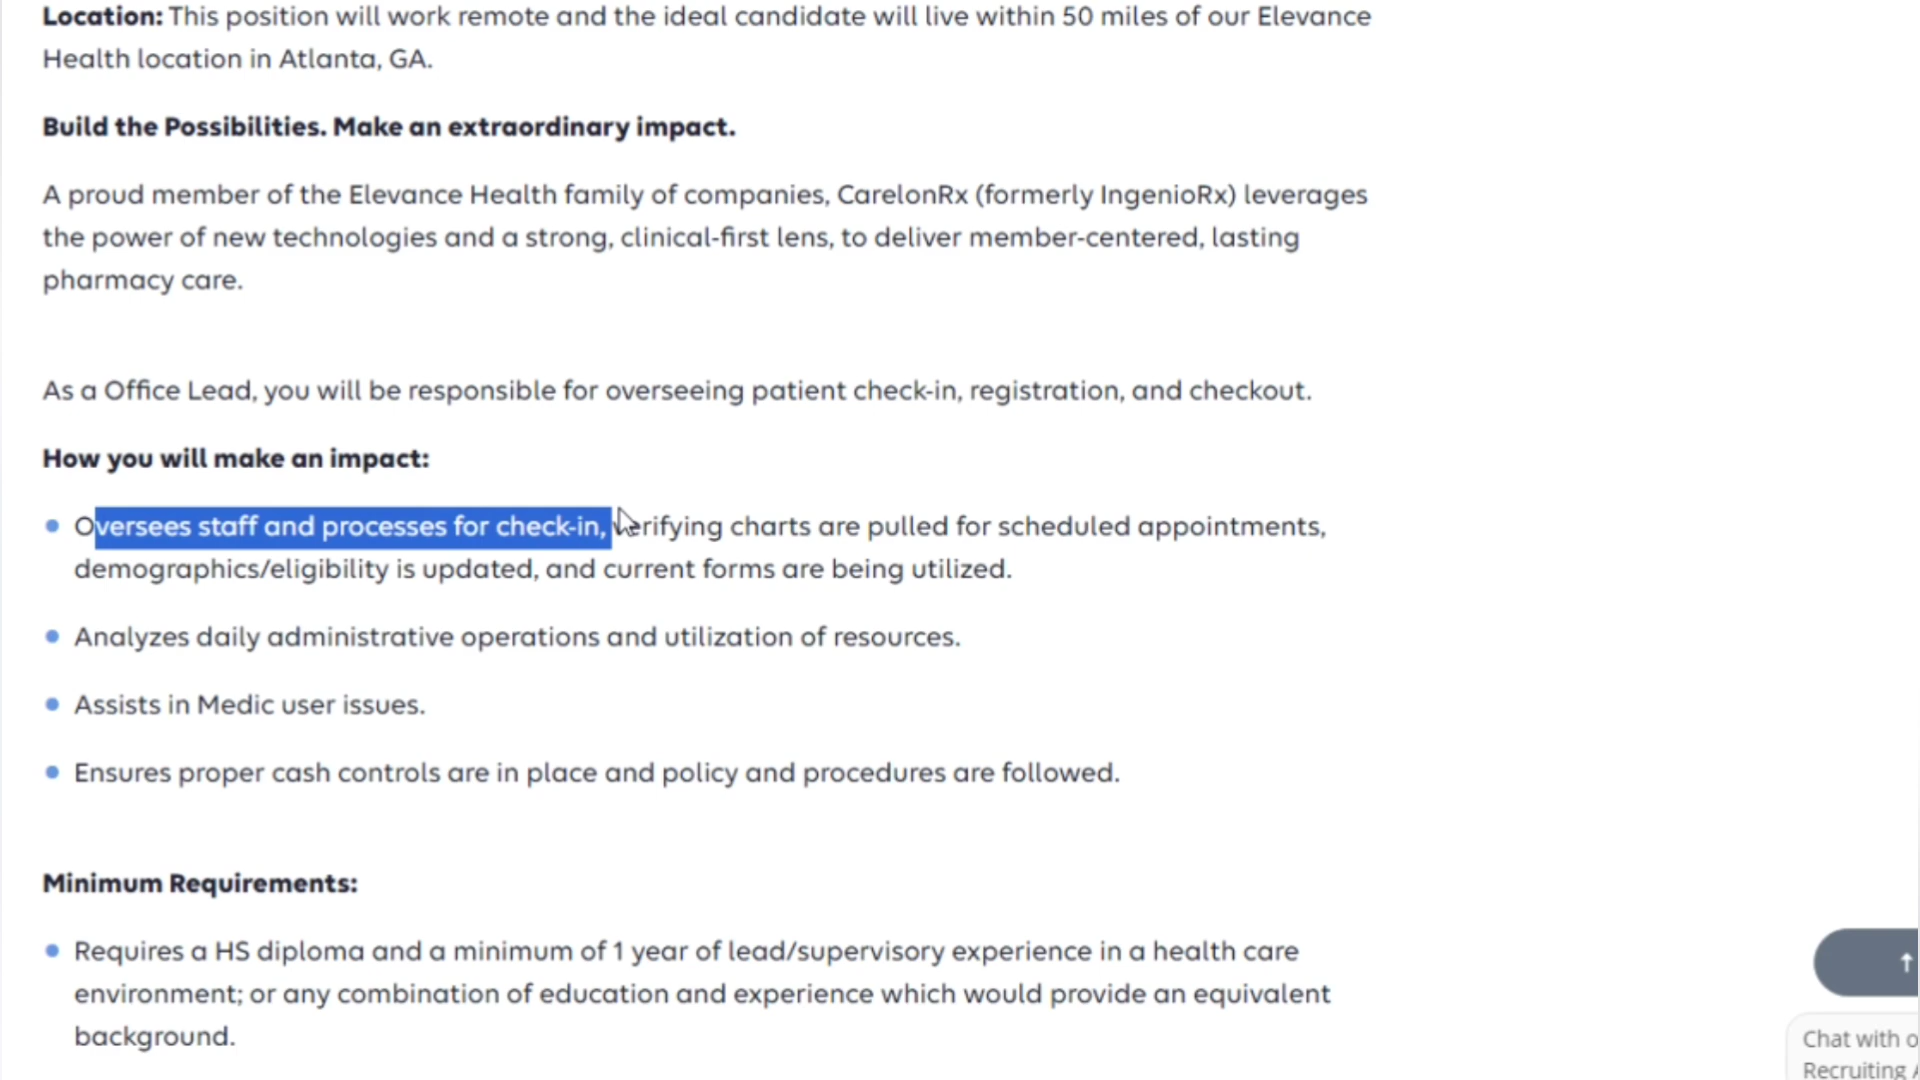 Location: This position will work remote and the ideal candidate will live within 50 miles of our Elevance
Health location in Atlanta, GA.
Build the Possibilities. Make an extraordinary impact.
A proud member of the Elevance Health family of companies, CarelonRx (formerly IngenioRx) leverages
the power of new technologies and a strong, clinical-first lens, to deliver member-centered, lasting
pharmacy care.
As a Office Lead, you will be responsible for overseeing patient check-in, registration, and checkout.
How you will make an impact:
Oversees staff and processes for check-in, verifying charts are pulled for scheduled appointments,
demographics/eligibility is updated, and current forms are being utilized.
Analyzes daily administrative operations and utilization of resources.
Assists in Medic user issues.
Ensures proper cash controls are in place and policy and procedures are followed.
Minimum Requirements:
Requires a HS diploma and a minimum of 1 year of lead/supervisory experience in a health care
environment; or any combination of education and experience which would provide an equivalent
background.
Chat with o
Recruiting